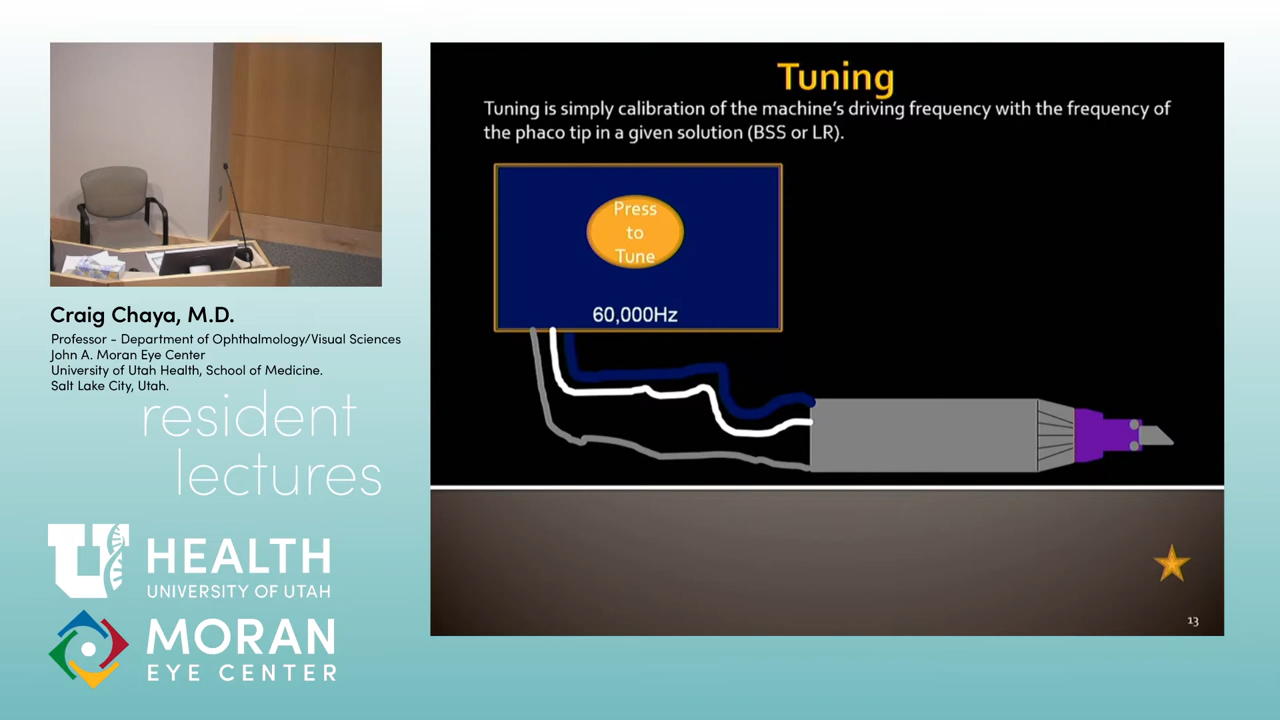 Tuning
Tuning is simply calibration of the machine's driving frequency with the frequency of
the phaco tip in a given solution (BSS or LR).
Press
to
Tune
60,000Hz
13
Craig Chaya, M.D.
Professor - Department of Ophthalmology/Visual Sciences
John A. Moran Eye Center
University of Utah Health, School of Medicine.
Salt Lake City, Utah.
resident
lectures
U
HEALTH
UNIVERSITY OF UTAH
MORAN
EYE CENTER